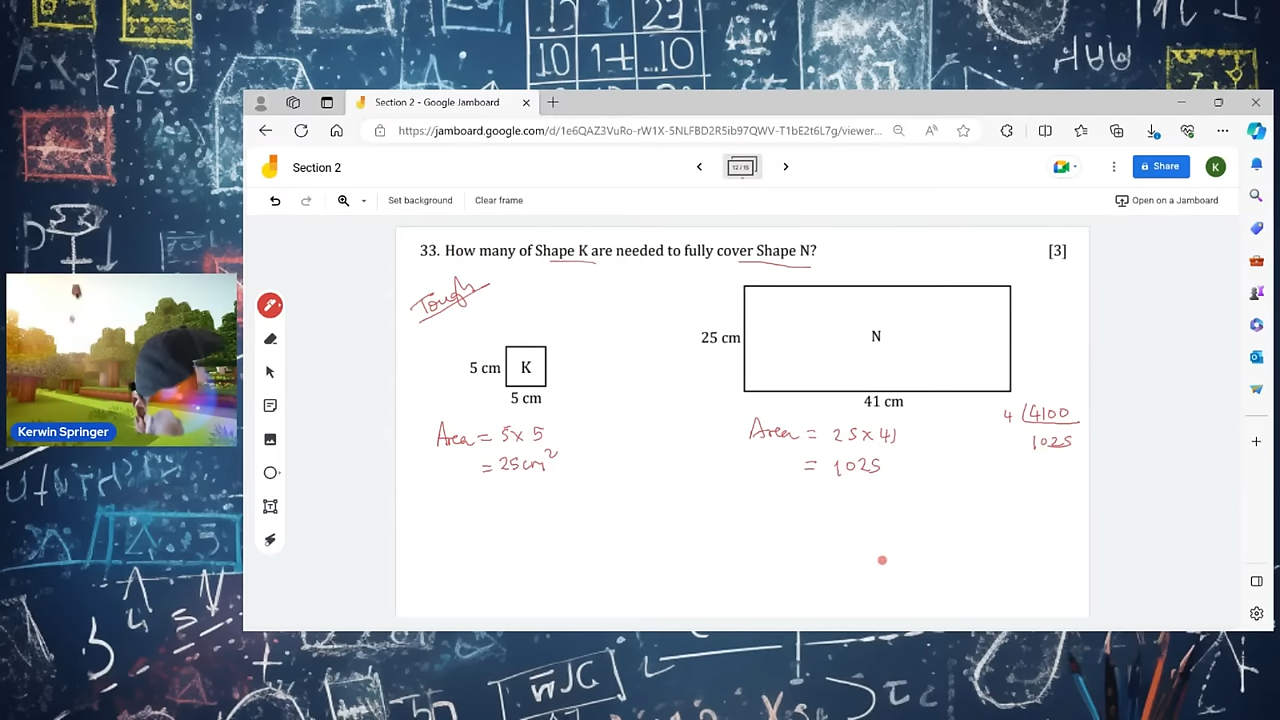 Section 2 - Google Jamboard
https://jamboard.google.com/d/1e6QAZ3VuRo-rW1X-5NLFBD2R5ib97QWV-T1bE2t6L7g/viewer...
Section 2
12 / 15
Share
K
Set background
Clear frame
Open on a Jamboard
33. How many of Shape K are needed to fully cover Shape N? [3]
Tough
25 cm
N
5 cm
K
5 cm
41 cm
4 (4100
1025
Area = 5 x 5
= 25cm²
Area = 25 x 41
= 1025
Kerwin Springer